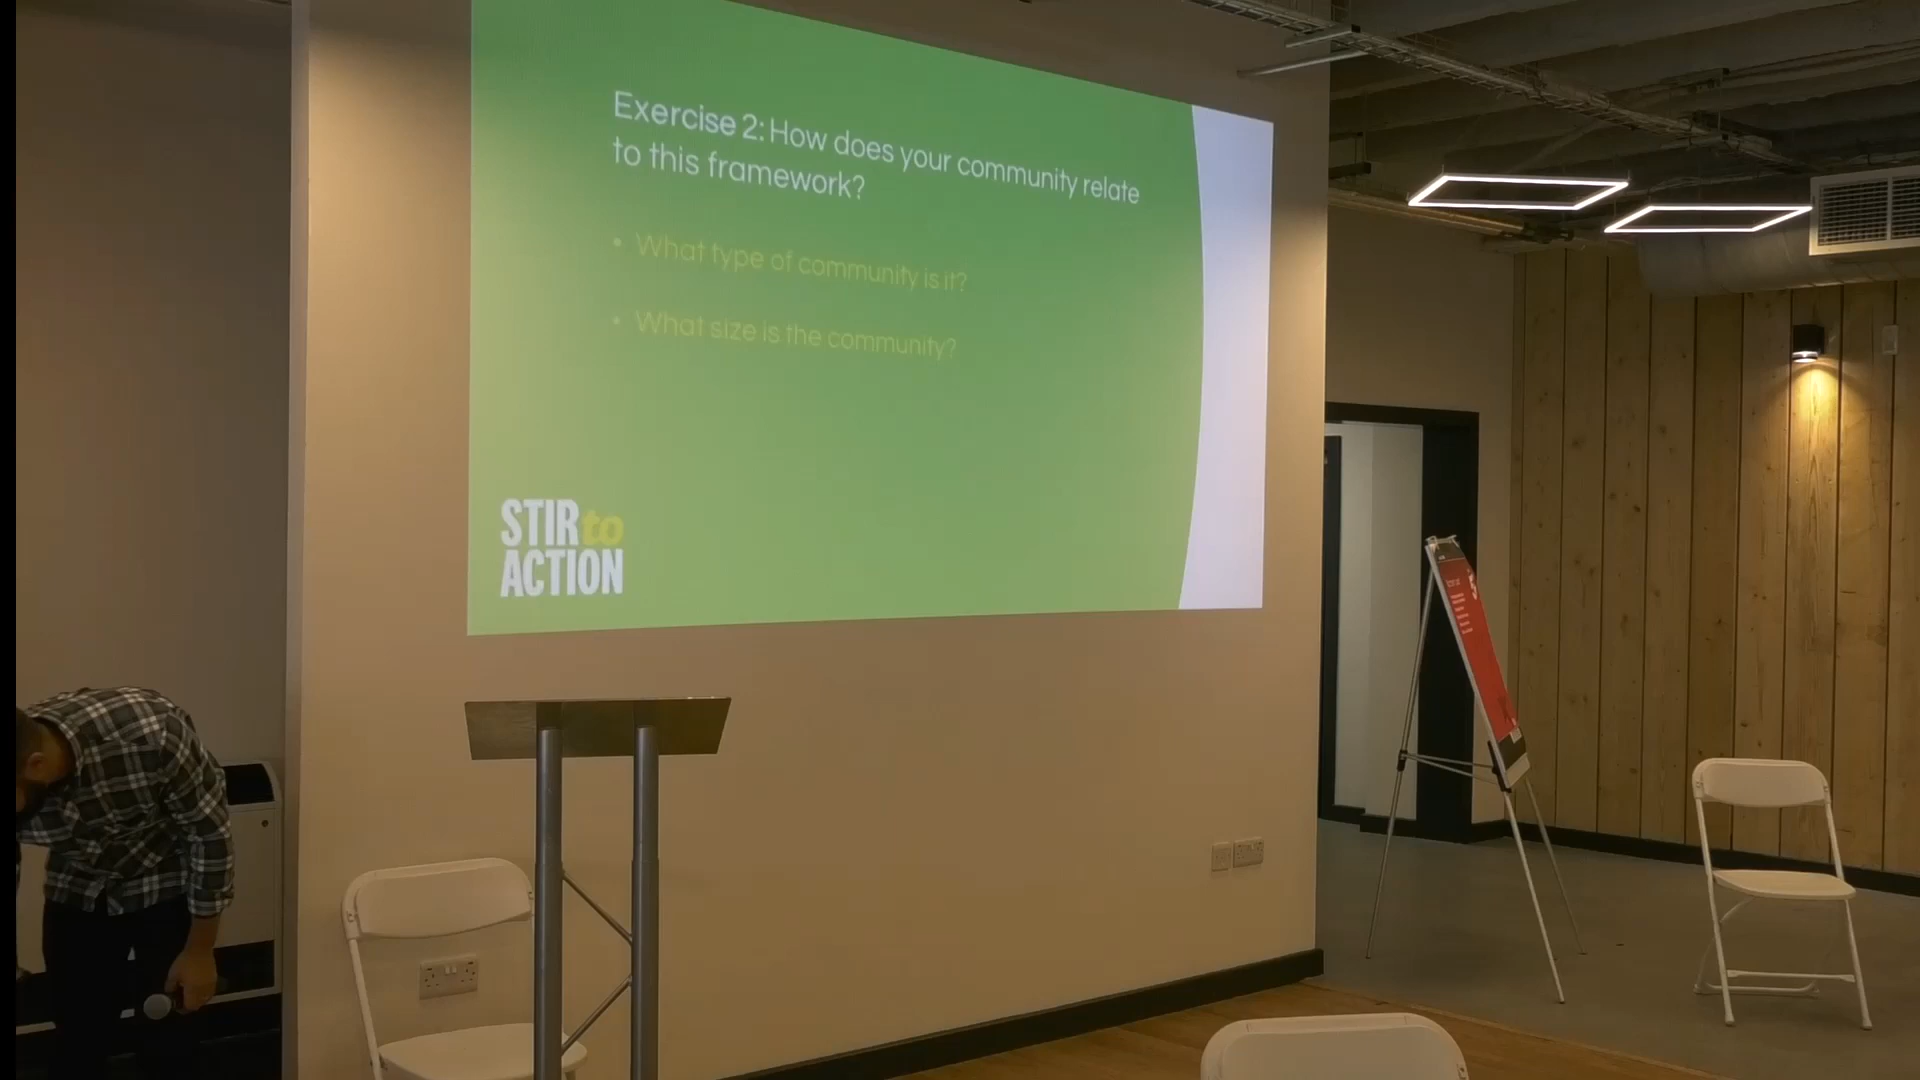 Exercise 2: How does your community relate
to this framework?
• What type of community is it?
• What size is the community?
STIR to
ACTION